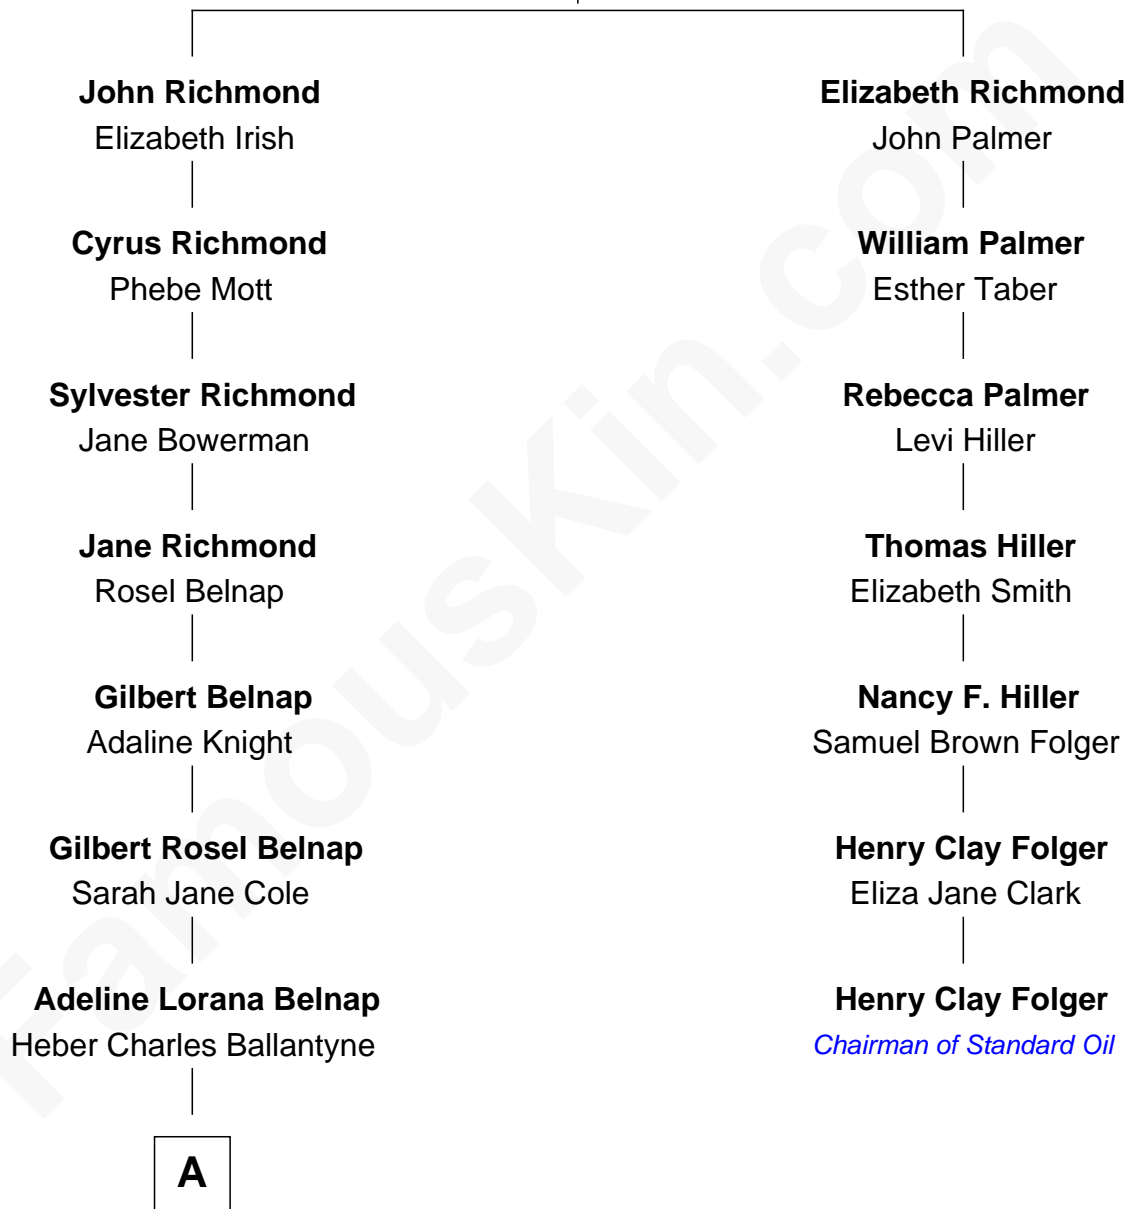 John Richmond
Elizabeth Irish
Elizabeth Richmond
John Palmer
Cyrus Richmond
Phebe Mott
William Palmer
Esther Taber
Sylvester Richmond
Jane Bowerman
Rebecca Palmer
Levi Hiller
Jane Richmond
Rosel Belnap
Thomas Hiller
Elizabeth Smith
Gilbert Belnap
Adaline Knight
Nancy F. Hiller
Samuel Brown Folger
Gilbert Rosel Belnap
Sarah Jane Cole
Henry Clay Folger
Eliza Jane Clark
Adeline Lorana Belnap
Heber Charles Ballantyne
Henry Clay Folger
Chairman of Standard Oil
A
FamousKin.com